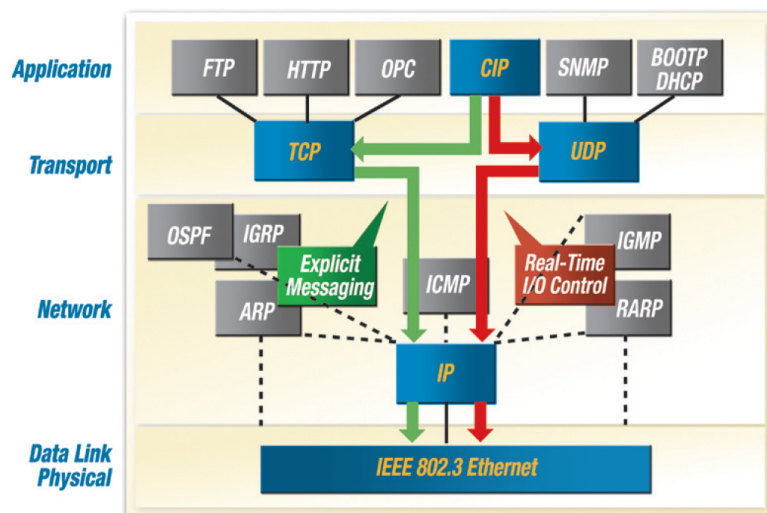 Application
FTP
HTTP
OPC
CIP
SNMP
BOOTP
DHCP
Transport
TCP
UDP
OSPF
IGRP
Explicit
Messaging
ICMP
Real-Time
I/O Control
IGMP
Network
ARP
RARP
IP
Data Link
Physical
IEEE 802.3 Ethernet